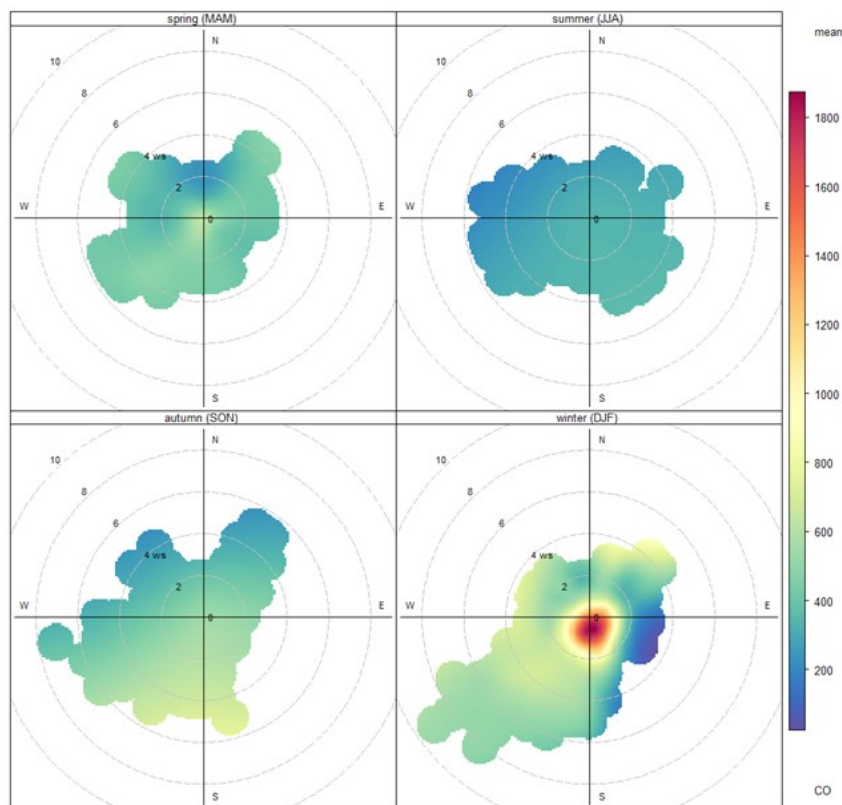 spring (MAM)
N
10
8
6
4 ws
2
W
0
E
S
summer (JJA)
N
10
8
6
4 ws
2
W
0
E
S
autumn (SON)
N
10
8
6
4 ws
2
W
0
E
S
winter (DJF)
N
10
8
6
4 ws
2
W
0
E
S
mean
1800
1600
1400
1200
1000
800
600
400
200
CO